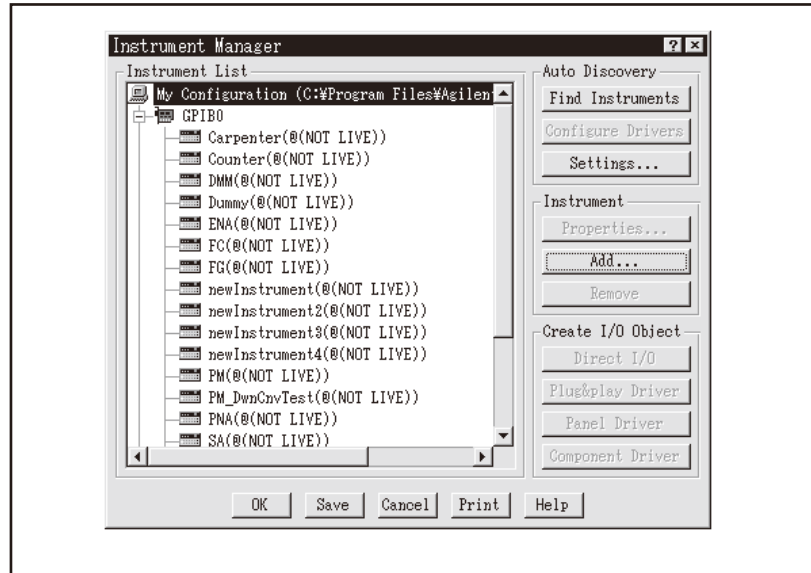 Instrument Manager
Instrument List
My Configuration (C:¥Program Files¥Agilen
GPIB0
Carpenter(@(NOT LIVE))
Counter(@(NOT LIVE))
DMM(@(NOT LIVE))
Dummy(@(NOT LIVE))
ENA(@(NOT LIVE))
FC(@(NOT LIVE))
FG(@(NOT LIVE))
newInstrument(@(NOT LIVE))
newInstrument2(@(NOT LIVE))
newInstrument3(@(NOT LIVE))
newInstrument4(@(NOT LIVE))
PM(@(NOT LIVE))
PM_DwnCnvTest(@(NOT LIVE))
PNA(@(NOT LIVE))
SA(@(NOT LIVE))
Auto Discovery
Find Instruments
Configure Drivers
Settings...
Instrument
Properties...
Add...
Remove
Create I/O Object
Direct I/O
Plug&play Driver
Panel Driver
Component Driver
OK Save Cancel Print Help